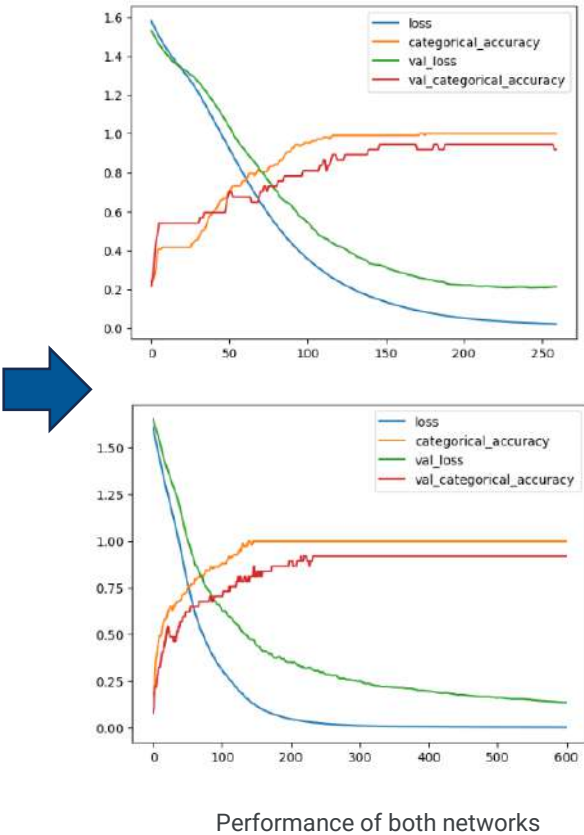 1.6
1.4
1.2
1.0
0.8
0.6
0.4
0.2
0.0
loss
categorical_accuracy
val_loss
val_categorical_accuracy
0 50 100 150 200 250
1.50
1.25
1.00
0.75
0.50
0.25
0.00
loss
categorical_accuracy
val_loss
val_categorical_accuracy
0 100 200 300 400 500 600
Performance of both networks